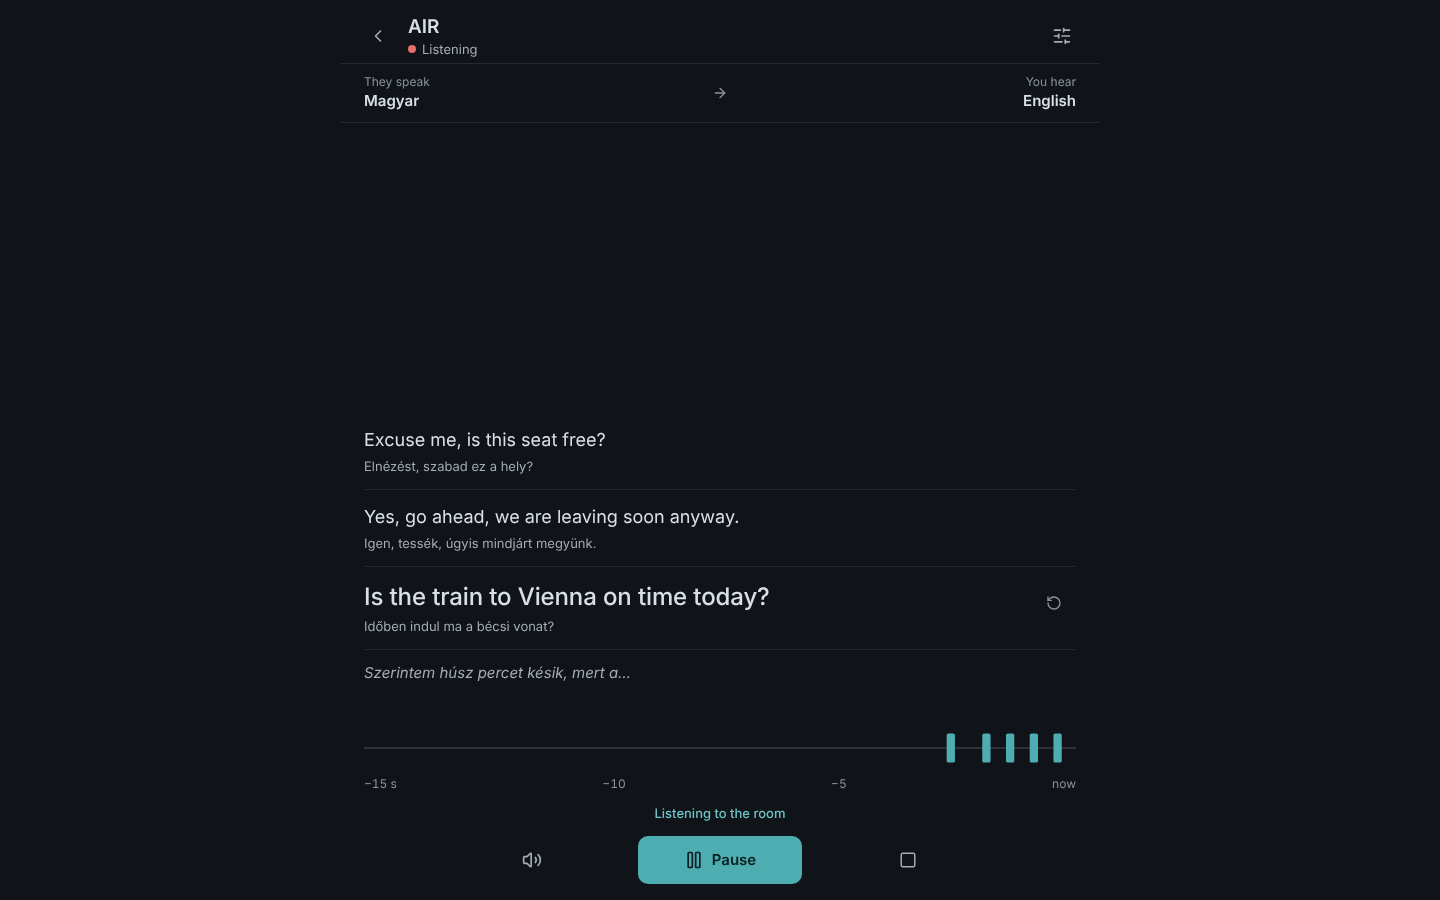 AIR
Listening
They speak
Magyar
You hear
English
Excuse me, is this seat free?
Elnézést, szabad ez a hely?
Yes, go ahead, we are leaving soon anyway.
Igen, tessék, úgyis mindjárt megyünk.
Is the train to Vienna on time today?
Időben indul ma a bécsi vonat?
Szerintem húsz percet késik, mert a…
−15 s −10 −5 now
Listening to the room
Pause